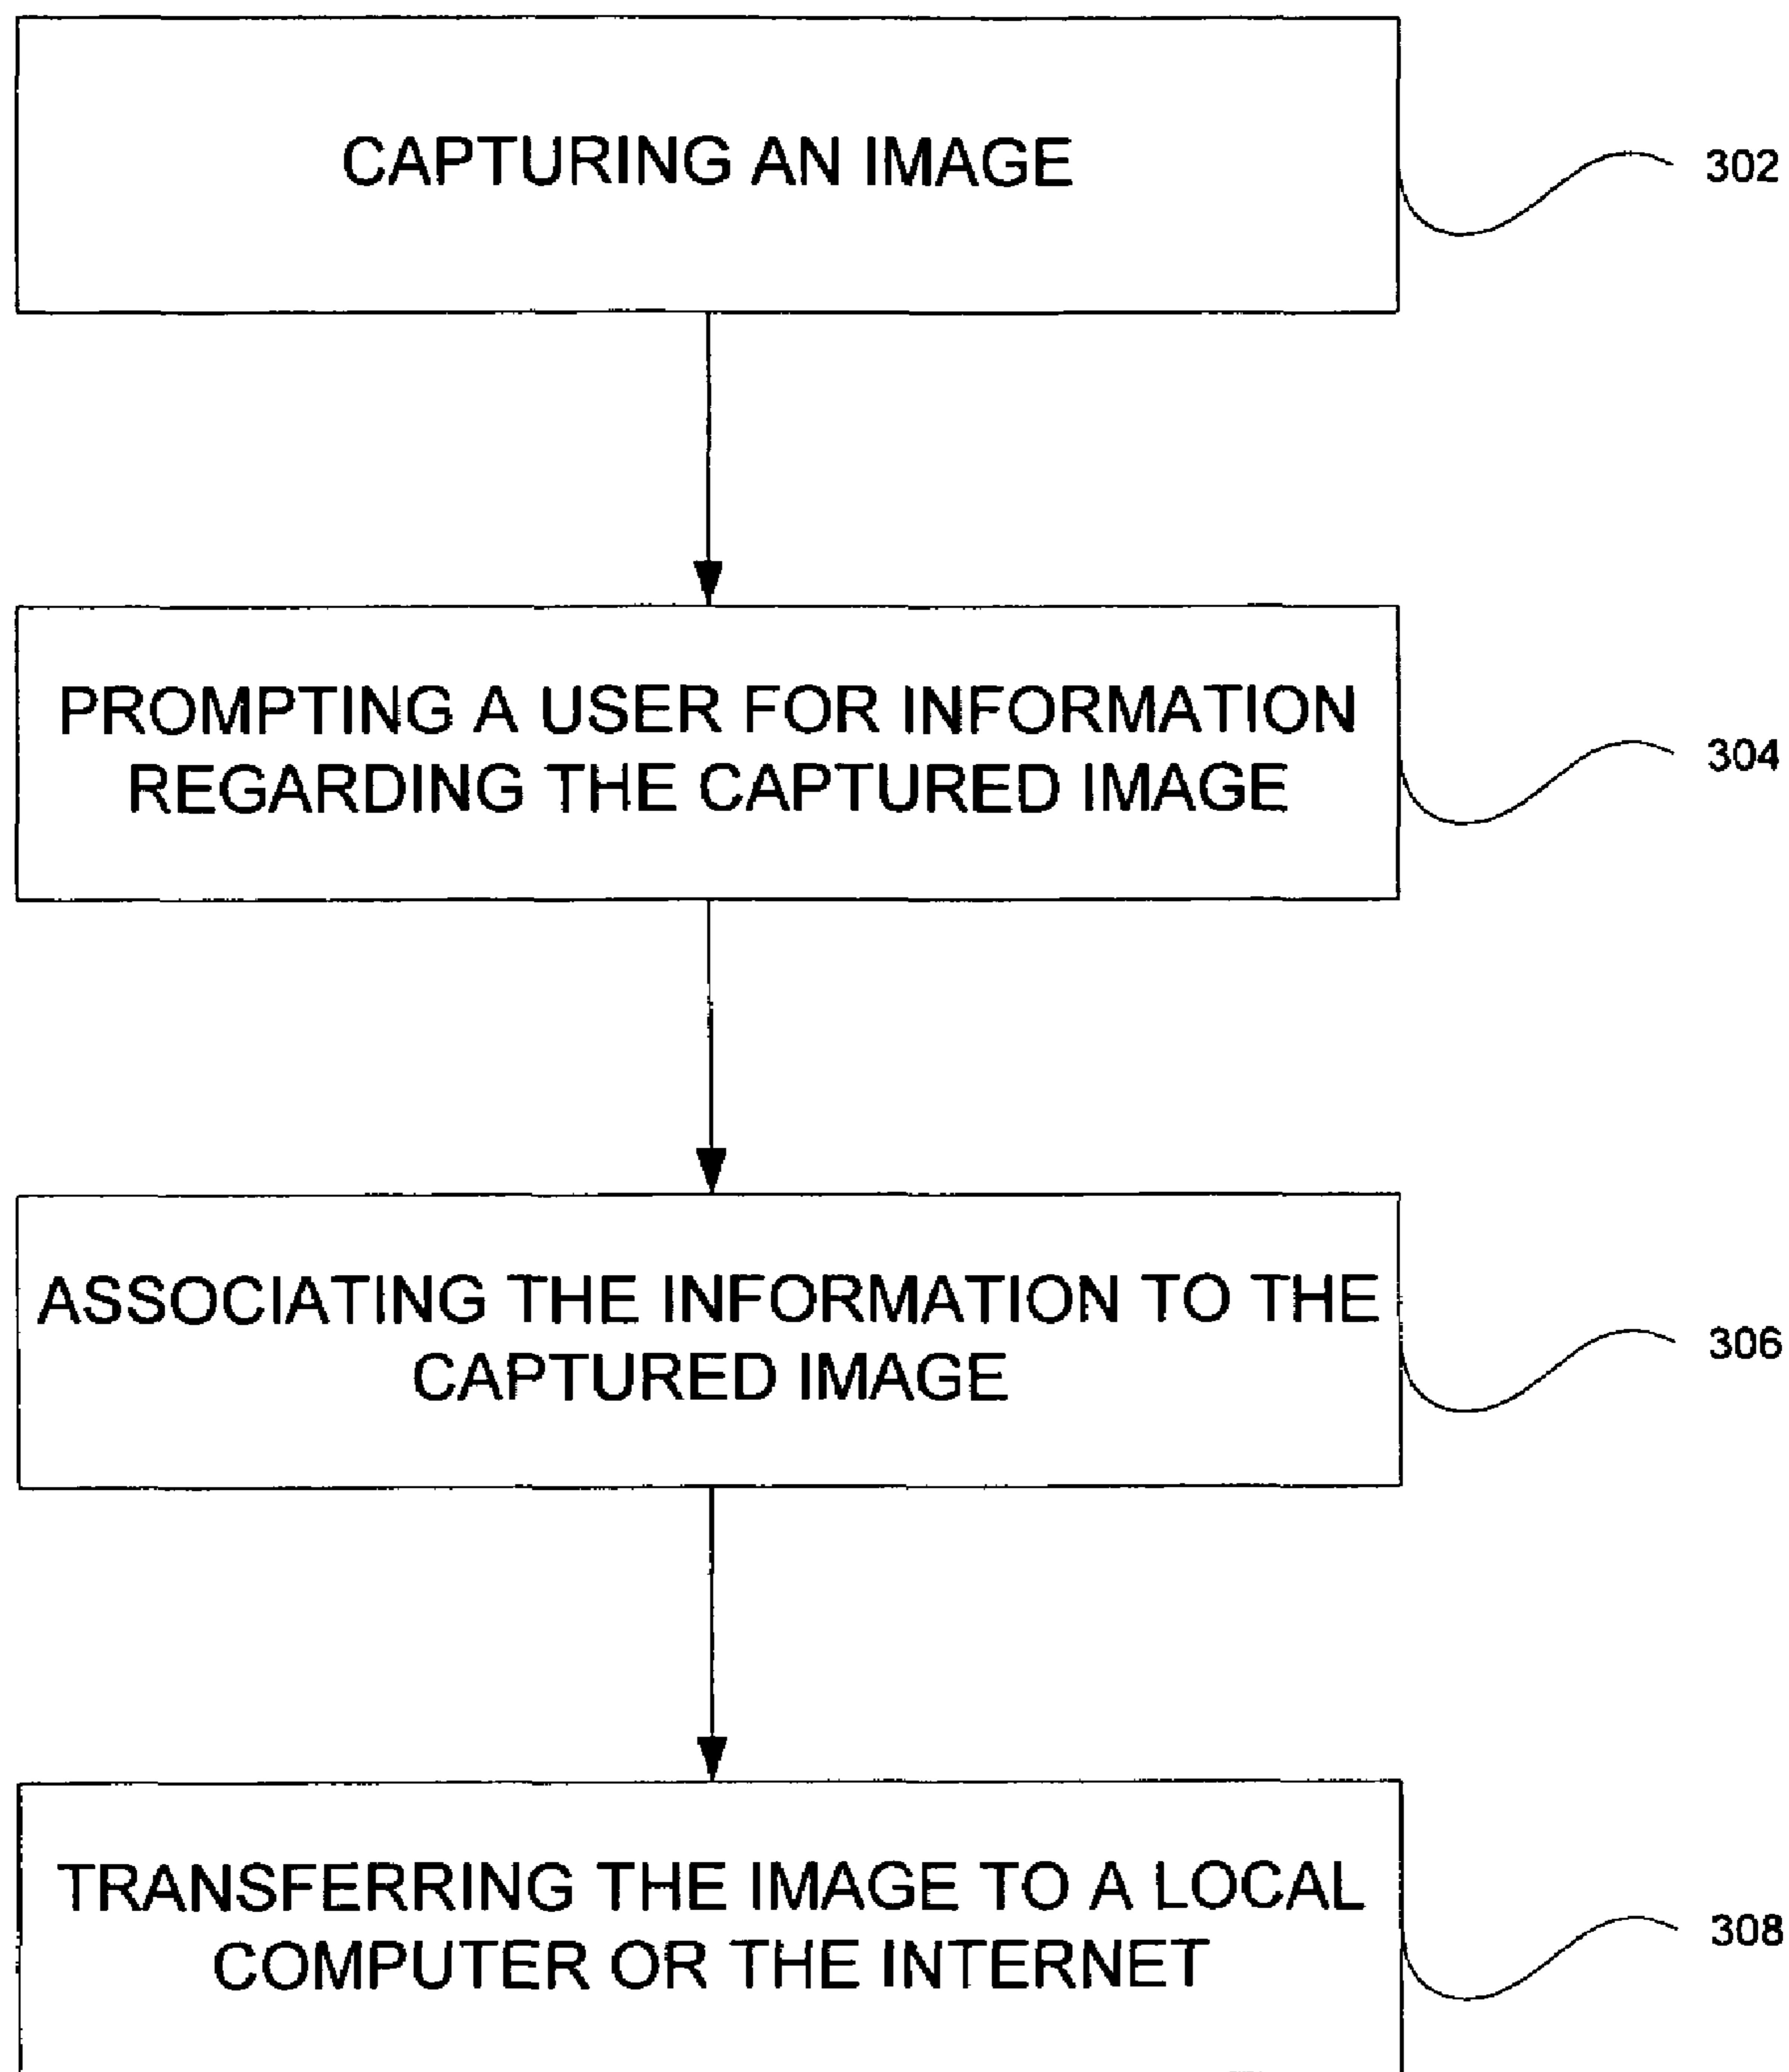 CAPTURING AN IMAGE
302
PROMPTING A USER FOR INFORMATION
REGARDING THE CAPTURED IMAGE
304
ASSOCIATING THE INFORMATION TO THE
CAPTURED IMAGE
306
TRANSFERRING THE IMAGE TO A LOCAL
COMPUTER OR THE INTERNET
308